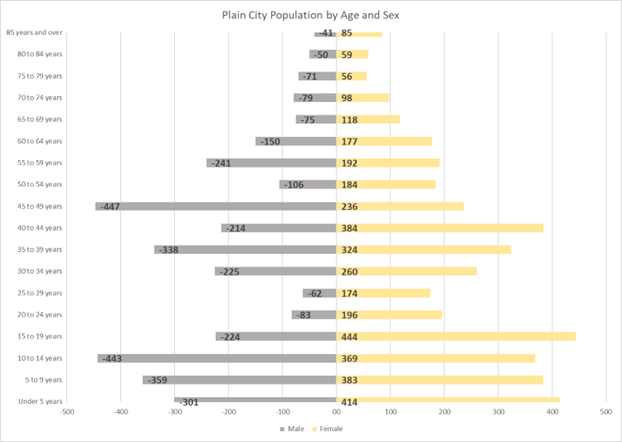 Plain City Population by Age and Sex
85 years and over -41 85
80 to 84 years -50 59
75 to 79 years -71 56
70 to 74 years -79 98
65 to 69 years -75 118
60 to 64 years -150 177
55 to 59 years -241 192
50 to 54 years -106 184
45 to 49 years -447 236
40 to 44 years -214 384
35 to 39 years -338 324
30 to 34 years -225 260
25 to 29 years -62 174
20 to 24 years -83 196
15 to 19 years -224 444
10 to 14 years -443 369
5 to 9 years -359 383
Under 5 years -301 414
-500 -400 -300 -200 -100 00 100 200 300 400 500
Male Female